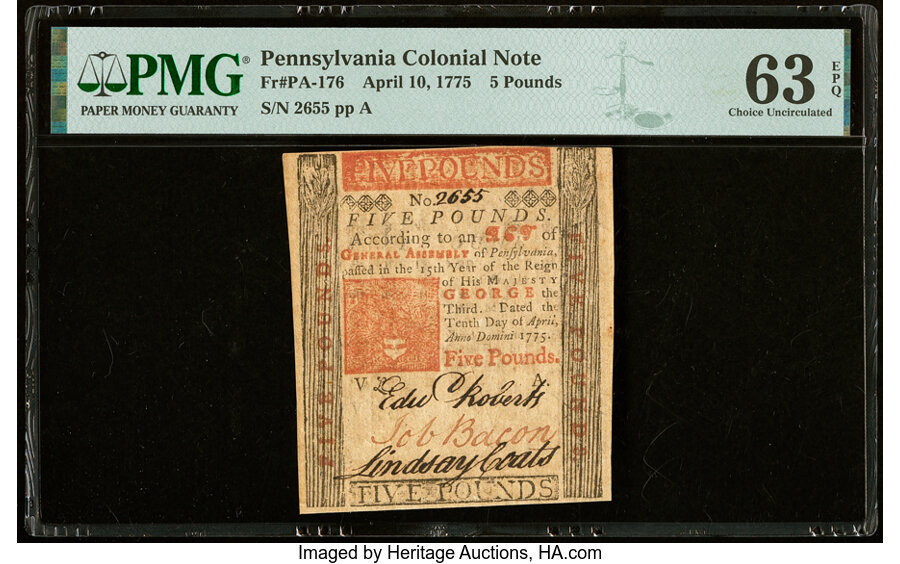 PMG®
PAPER MONEY GUARANTY
Pennsylvania Colonial Note
Fr#PA-176 April 10, 1775 5 Pounds
S/N 2655 pp A
63
EPQ
Choice Uncirculated
FIVE POUNDS
No. 2655
FIVE POUNDS.
According to an ACT of
GENERAL ASSEMBLY of Pensylvania,
passed in the 15th Year of the Reign
of His MAJESTY
GEORGE the
Third. Dated the
Tenth Day of April,
Anno Domini 1775.
Five Pounds.
V A
Edw Roberts
Job Bacon
Lindsay Coats
FIVE POUNDS
FIVE POUNDS
FIVE POUNDS
Imaged by Heritage Auctions, HA.com